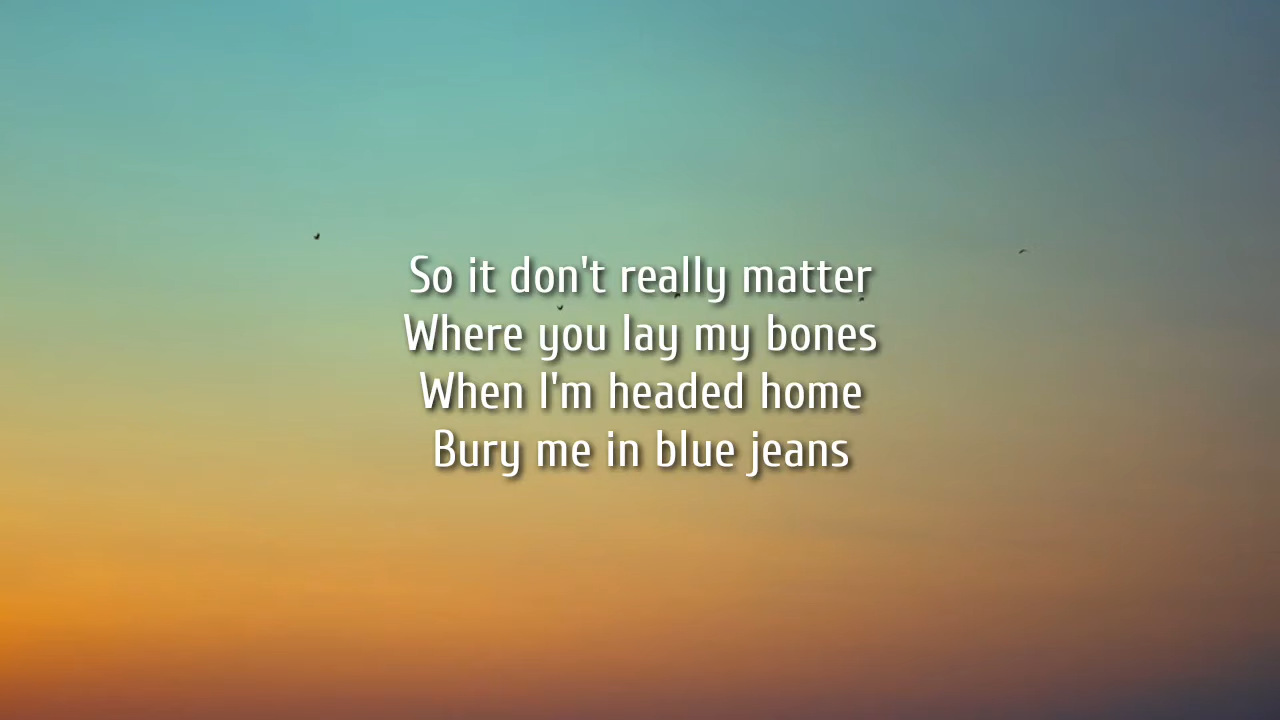 So it don't really matter
Where you lay my bones
When I'm headed home
Bury me in blue jeans